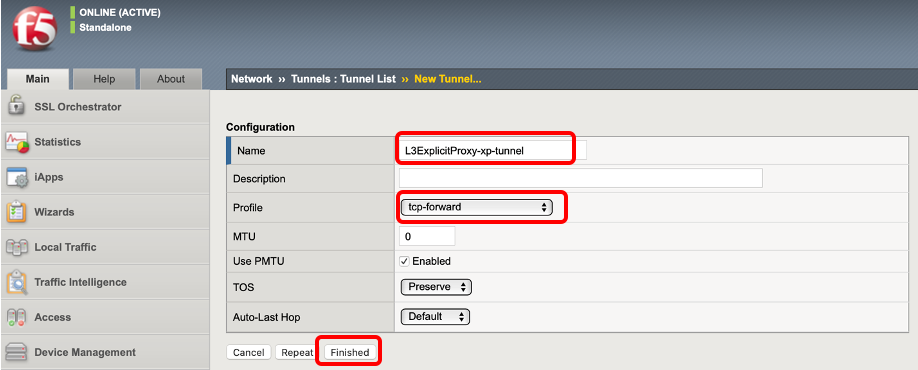 f5
ONLINE (ACTIVE)
Standalone
Main
Help
About
Network ›› Tunnels : Tunnel List ›› New Tunnel...
SSL Orchestrator
Statistics
iApps
Wizards
Local Traffic
Traffic Intelligence
Access
Device Management
Configuration
Name L3ExplicitProxy-xp-tunnel
Description
Profile tcp-forward
MTU 0
Use PMTU Enabled
TOS Preserve
Auto-Last Hop Default
Cancel Repeat Finished